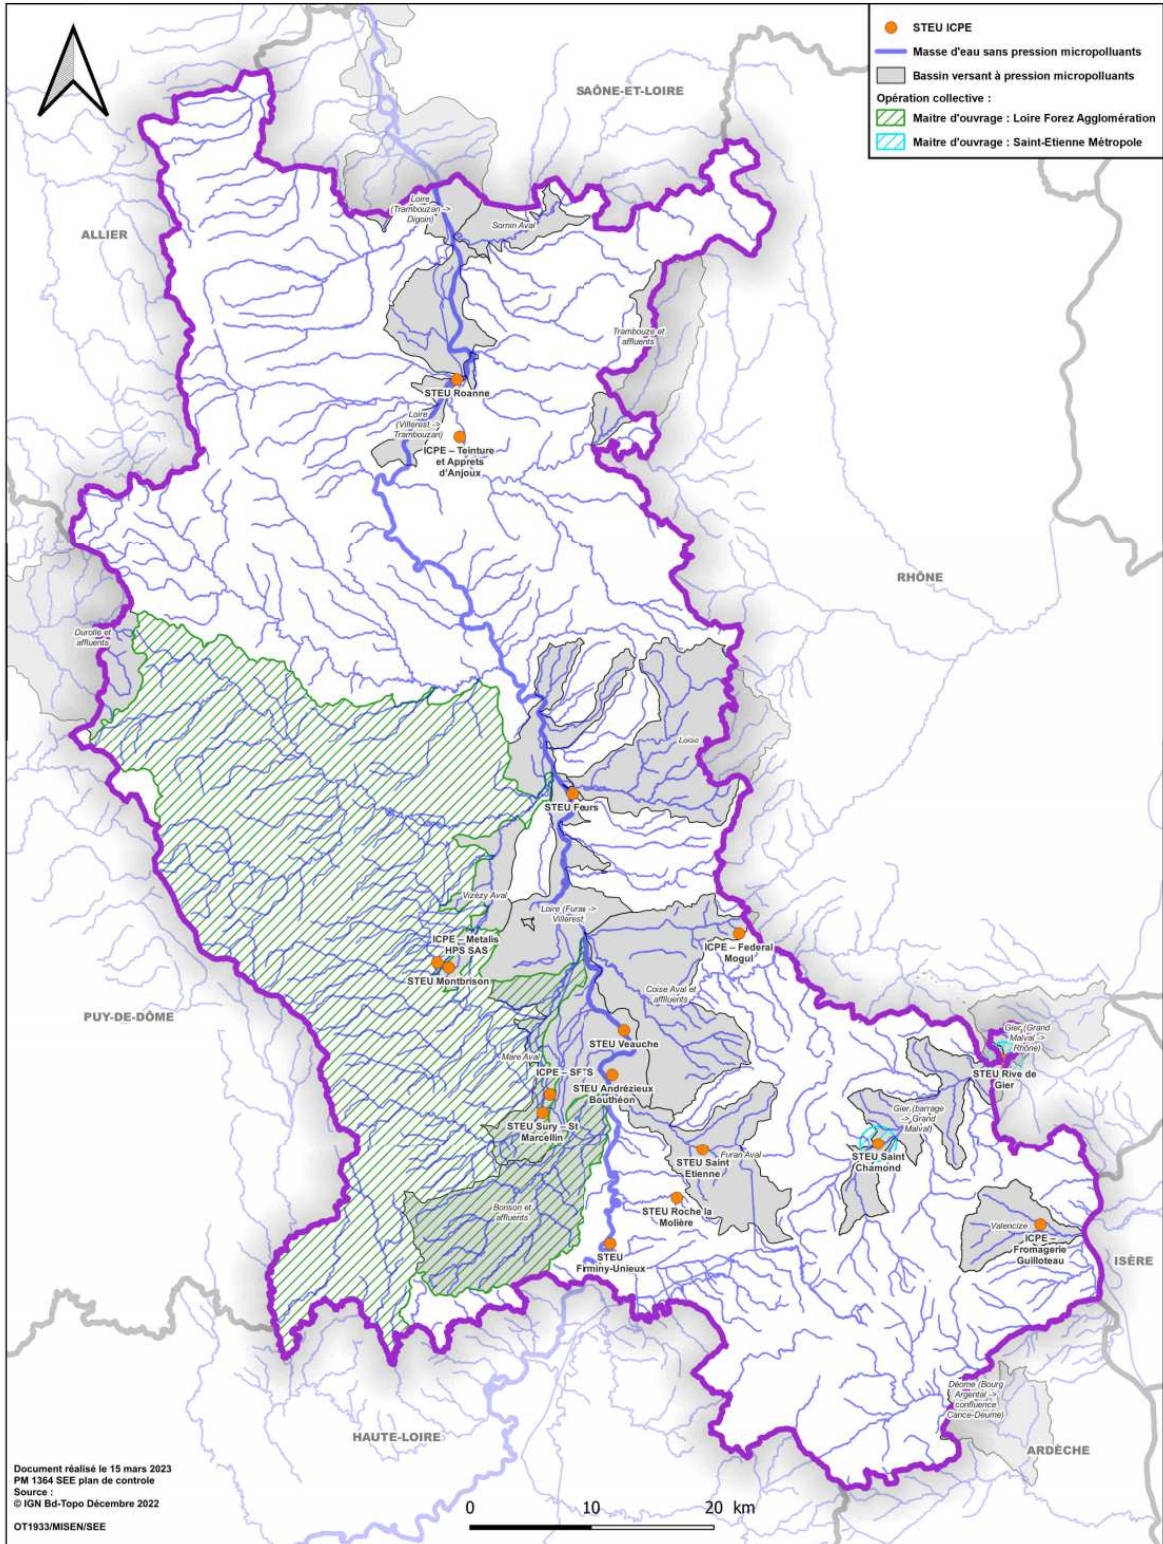 STEU ICPE
Masse d'eau sans pression micropolluants
Bassin versant à pression micropolluants
Opération collective :
Maitre d'ouvrage : Loire Forez Agglomération
Maitre d'ouvrage : Saint-Etienne Métropole
SAÔNE-ET-LOIRE
ALLIER
Loire
(Trambouzan ->
Digoin)
Sornin Aval
Trambouze et
affluents
STEU Roanne
Loire
(Villerest ->
Trambouzan)
ICPE – Teinture
et Apprets
d'Anjoux
RHÔNE
Durolle et
affluents
Loise
STEU Feurs
Vizézy Aval
Loire (Furan ->
Villerest
ICPE – Metalis
HPS SAS
STEU Montbrison
ICPE – Federal
Mogul
Coise Aval et
affluents
PUY-DE-DÔME
STEU Veauche
Mare Aval
ICPE – SFTS
STEU Andrézieux
Bouthéon
STEU Sury – St
Marcellin
Gier (Grand
Malval ->
Rhône)
STEU Rive de
Gier
Gier (barrage
-> Grand
Malval)
STEU Saint
Chamond
STEU Saint
Etienne
Furan Aval
STEU Roche la
Molière
Bonson et
affluents
STEU
Firminy-Unieux
Valencize
ICPE –
Fromagerie
Guilloteau
ISÈRE
Déome (Bourg
Argental ->
confluence
Cance-Deume)
HAUTE-LOIRE
ARDÈCHE
Document réalisé le 15 mars 2023
PM 1364 SEE plan de controle
Source :
© IGN Bd-Topo Décembre 2022
OT1933/MISEN/SEE
0 10 20 km